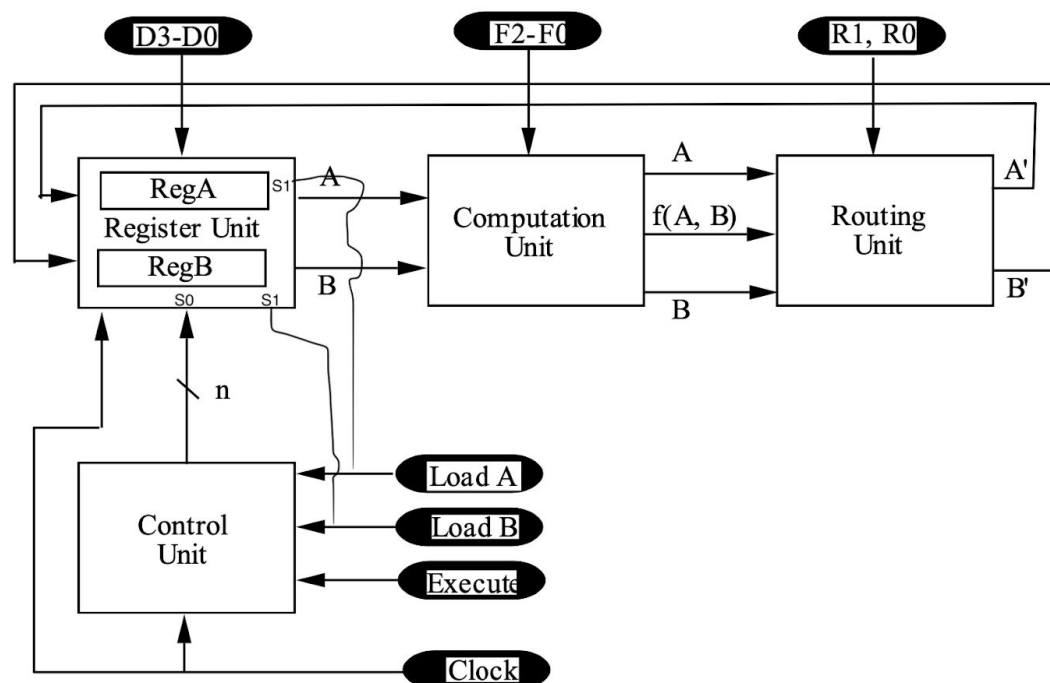 D3-D0
F2-F0
R1, R0
RegA
S1
A
Register Unit
RegB
B
S0
S1
Computation
Unit
A
f(A, B)
B
Routing
Unit
A'
B'
n
Control
Unit
Load A
Load B
Execute
Clock